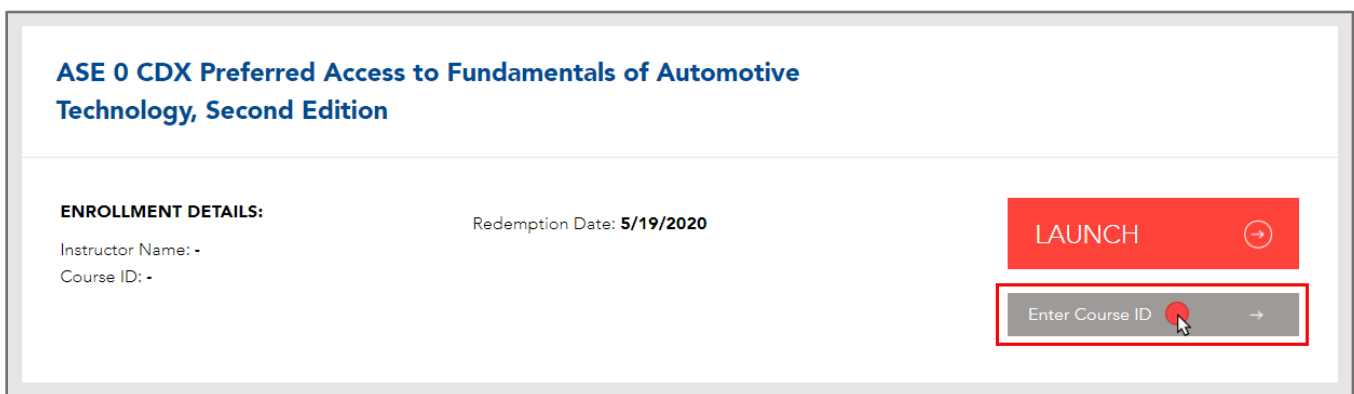 ASE 0 CDX Preferred Access to Fundamentals of Automotive
Technology, Second Edition
ENROLLMENT DETAILS:
Instructor Name: -
Course ID: -
Redemption Date: 5/19/2020
LAUNCH
Enter Course ID